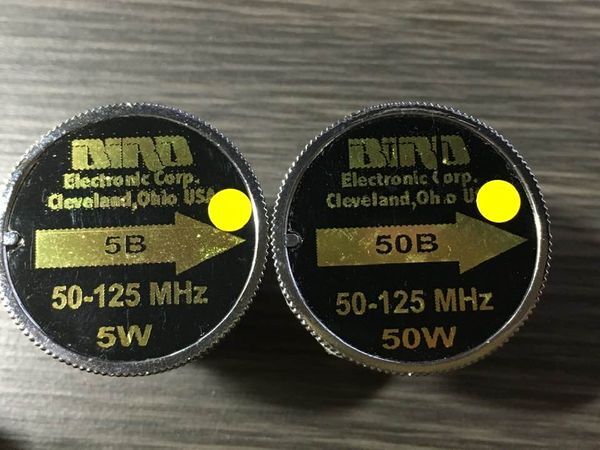 BIRD
Electronic Corp.
Cleveland,Ohio USA
5B
50-125 MHz
5W
BIRD
Electronic Corp.
Cleveland,Ohio
50B
50-125 MHz
50W